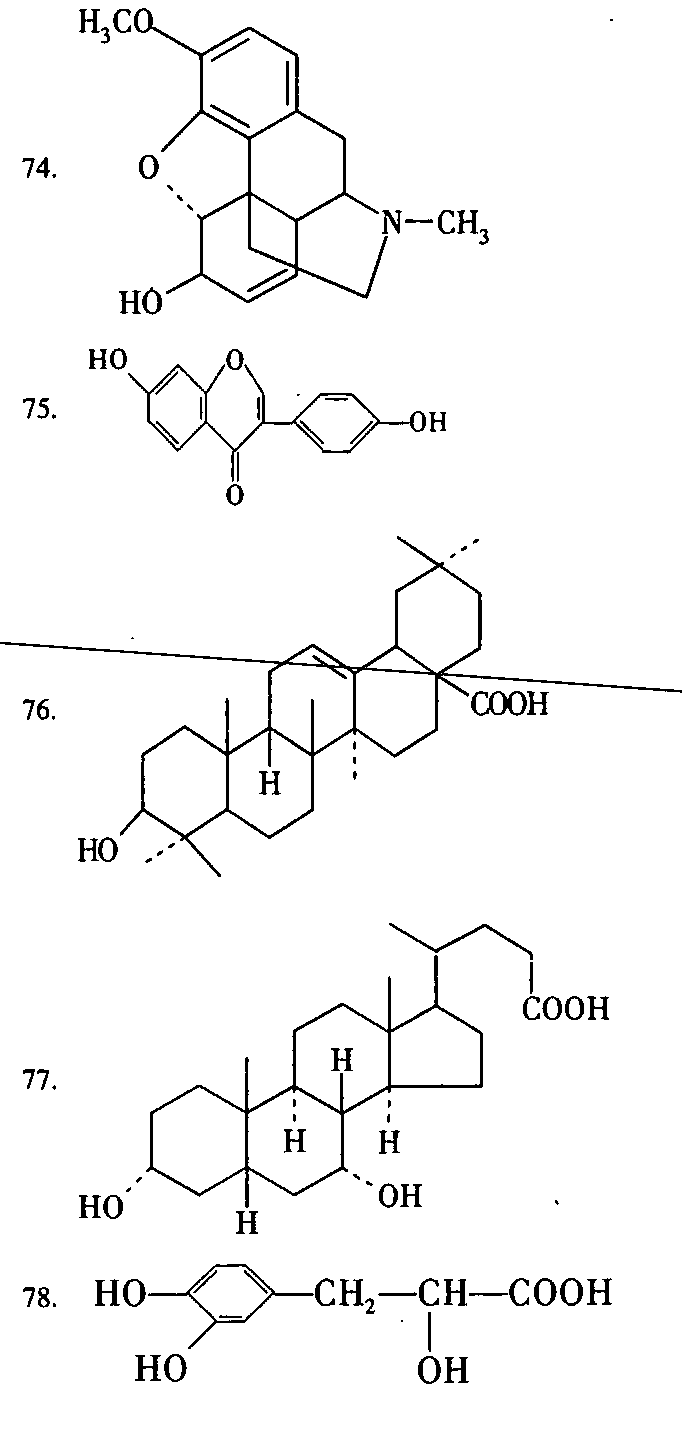 H₃CO
74.
O
N—CH₃
HO
HO
O
75.
OH
O
76.
COOH
H
HO
COOH
H
77.
H
H
HO
OH
H
78.
HO
CH₂—CH—COOH
HO
OH